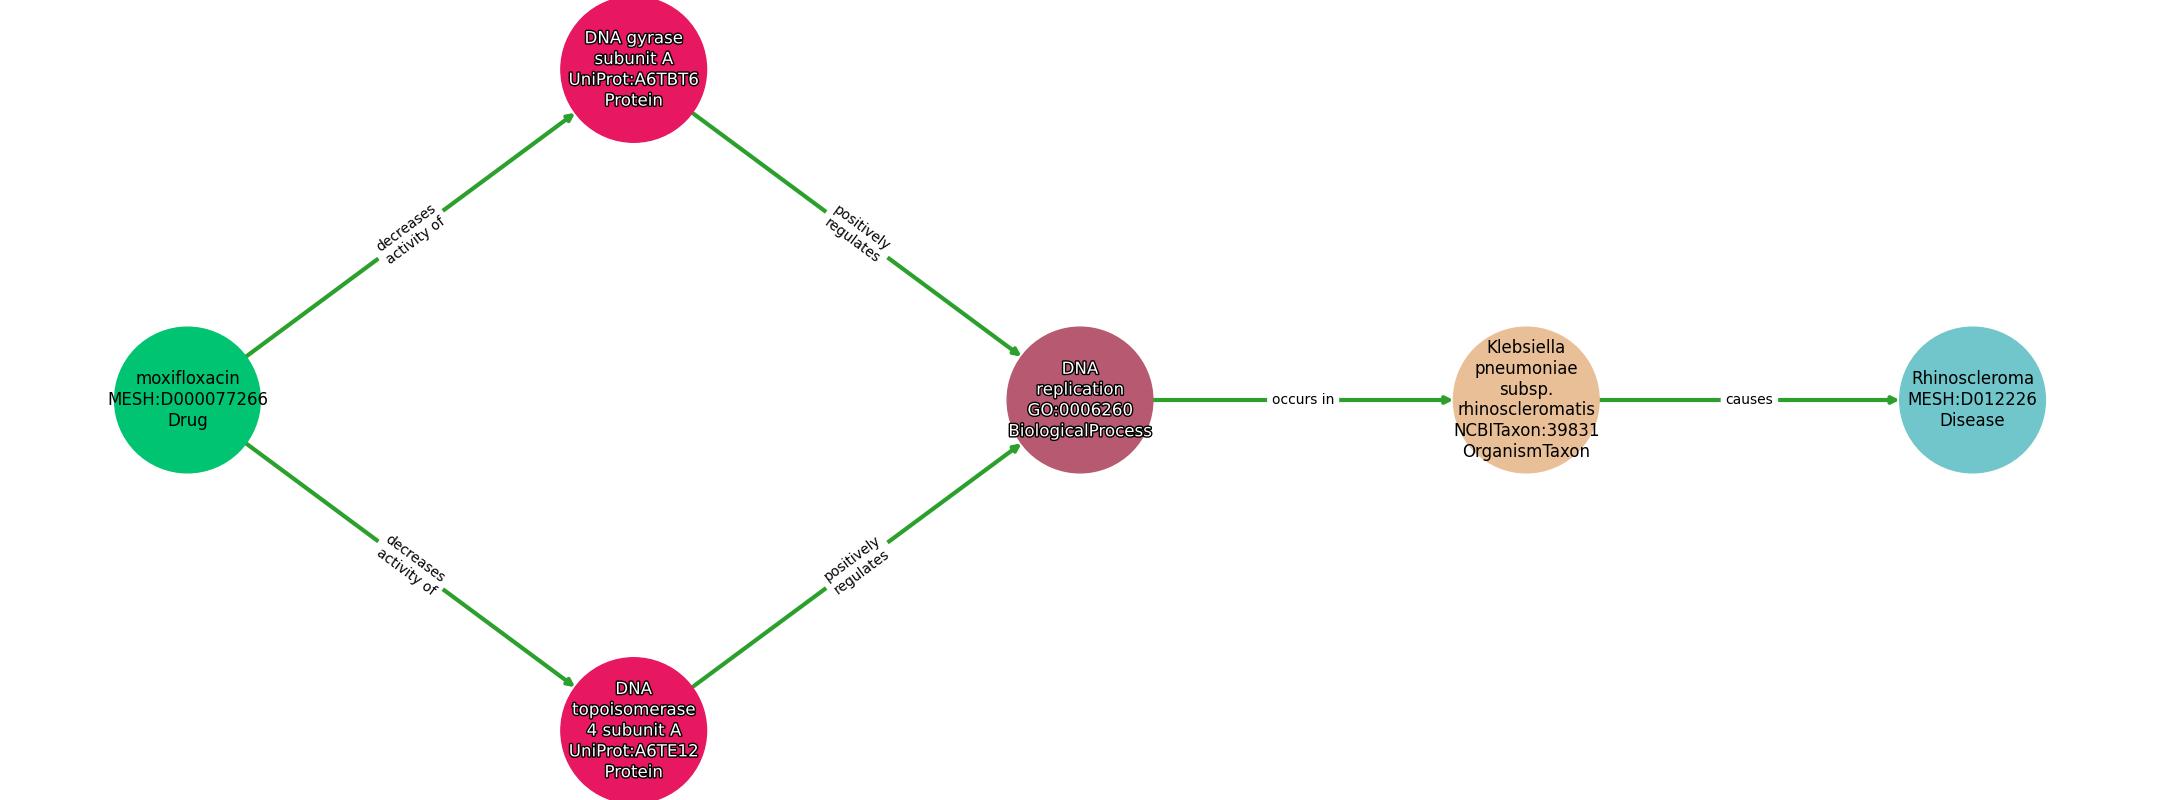 DNA gyrase
subunit A
UniProt:A6TBT6
Protein
decreases
activity of
positively
regulates
moxifloxacin
MESH:D000077266
Drug
DNA
replication
GO:0006260
BiologicalProcess
occurs in
Klebsiella
pneumoniae
subsp.
rhinoscleromatis
NCBITaxon:39831
OrganismTaxon
causes
Rhinoscleroma
MESH:D012226
Disease
decreases
activity of
positively
regulates
DNA
topoisomerase
4 subunit A
UniProt:A6TE12
Protein